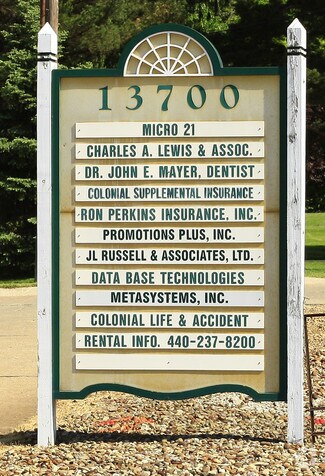 13700
MICRO 21
CHARLES A. LEWIS & ASSOC.
DR. JOHN E. MAYER, DENTIST
COLONIAL SUPPLEMENTAL INSURANCE
RON PERKINS INSURANCE, INC.
PROMOTIONS PLUS, INC.
JL RUSSELL & ASSOCIATES, LTD.
DATA BASE TECHNOLOGIES
METASYSTEMS, INC.
COLONIAL LIFE & ACCIDENT
RENTAL INFO. 440-237-8200